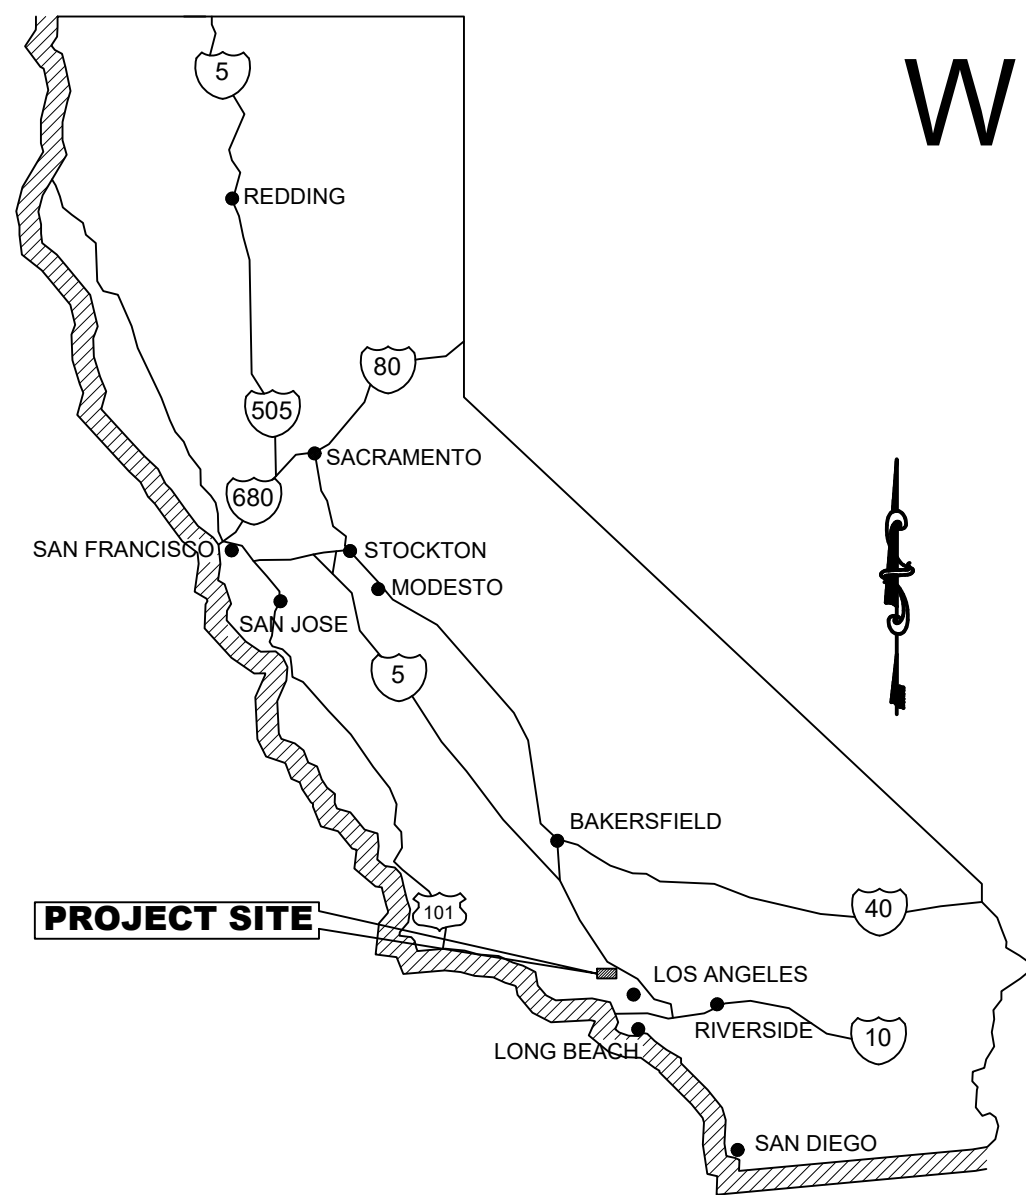 W
5
REDDING
80
505
SACRAMENTO
680
SAN FRANCISCO
STOCKTON
MODESTO
SAN JOSE
5
BAKERSFIELD
40
101
PROJECT SITE
LOS ANGELES
RIVERSIDE
10
LONG BEACH
SAN DIEGO